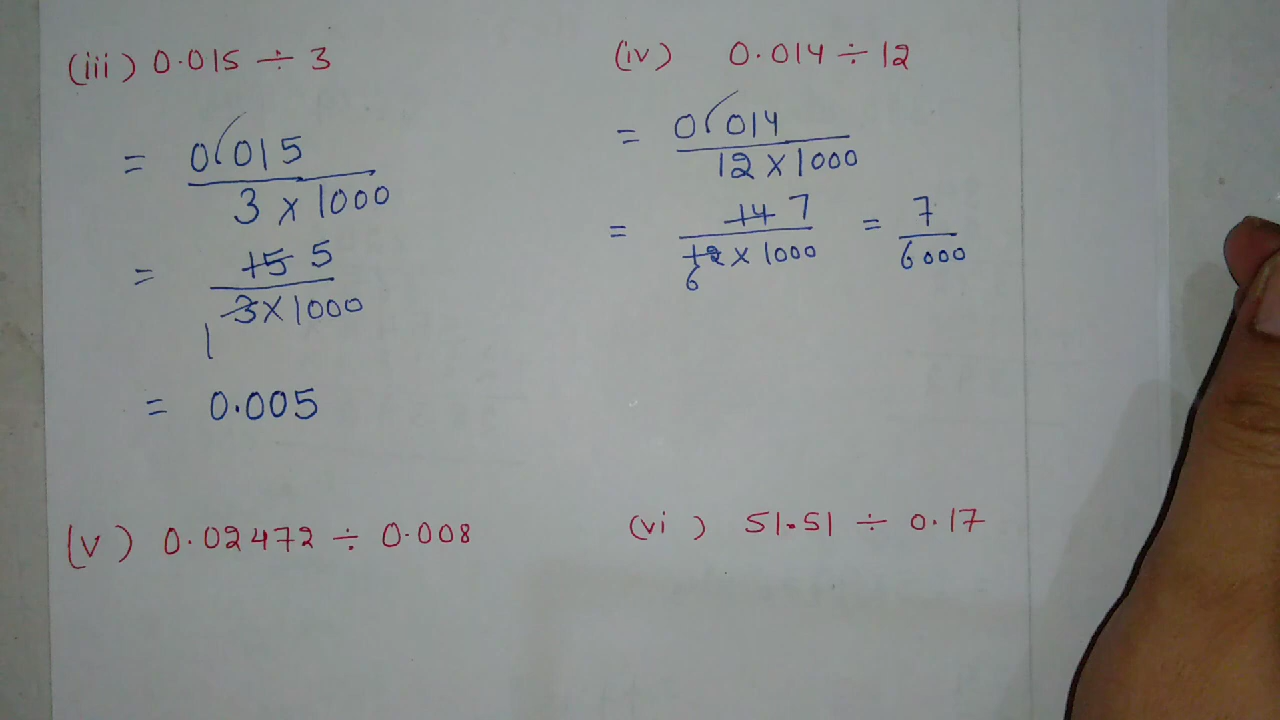 (iii) 0.015 ÷ 3
= 0.015
3 × 1000
= 15 5
3 × 1000
1
= 0.005
(iv) 0.014 ÷ 12
= 0.014
12 × 1000
= 14 7 = 7
12 × 1000 6000
6
(v) 0.02472 ÷ 0.008
(vi) 51.51 ÷ 0.17